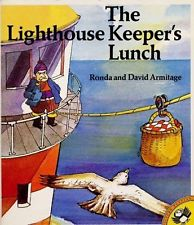 The
Lighthouse Keeper's
Lunch
Ronda and David Armitage